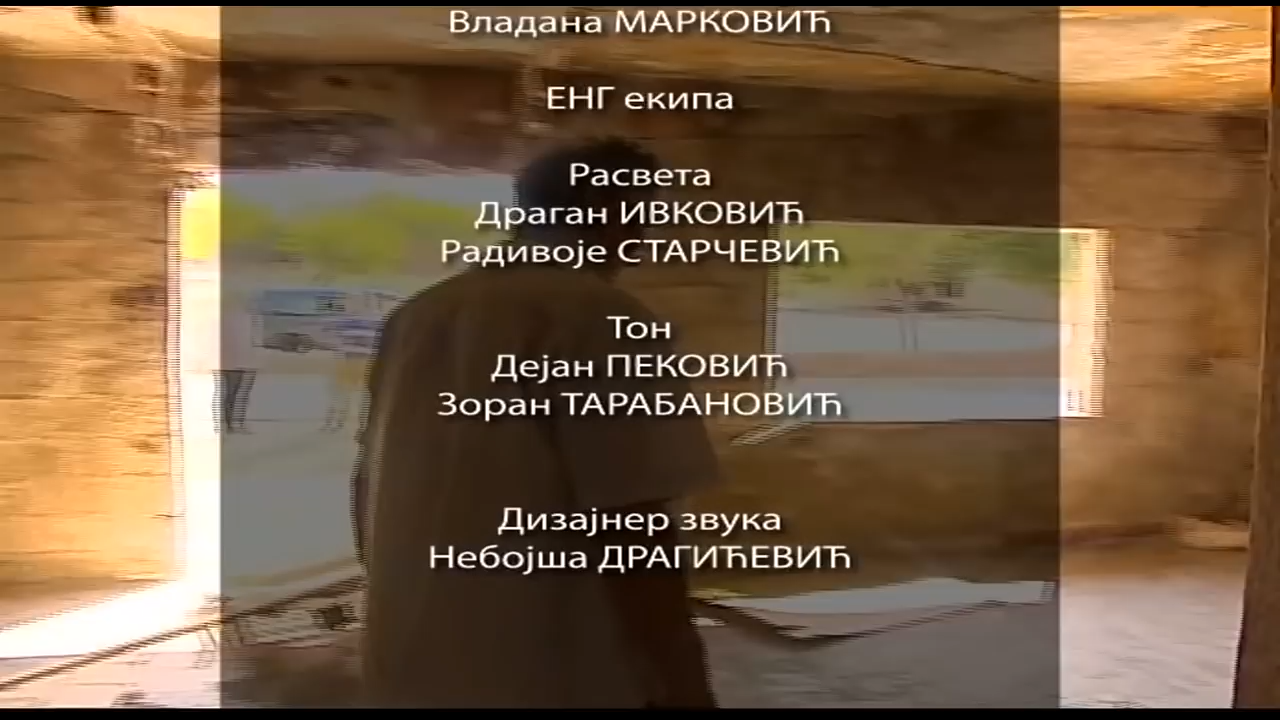 Владана МАРКОВИЋ
ЕНГ екипа
Расвета
Драган ИВКОВИЋ
Радивоје СТАРЧЕВИЋ
Тон
Дејан ПЕКОВИЋ
Зоран ТАРАБАНОВИЋ
Дизајнер звука
Небојша ДРАГИЋЕВИЋ